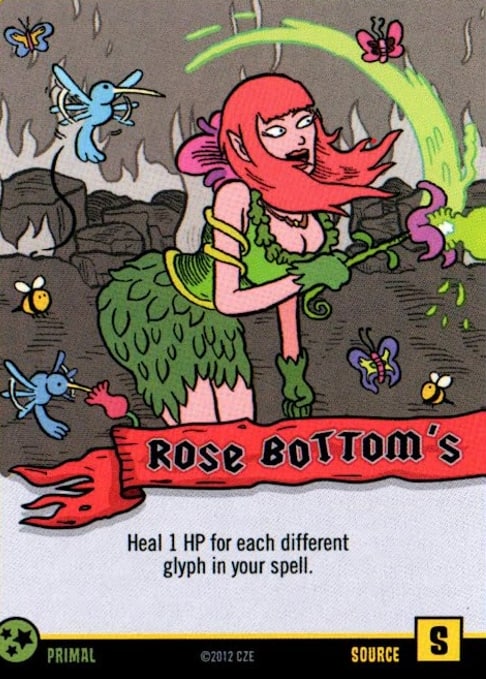 ROSE BOTTOM'S
Heal 1 HP for each different
glyph in your spell.
PRIMAL
©2012 CZE
SOURCE
S